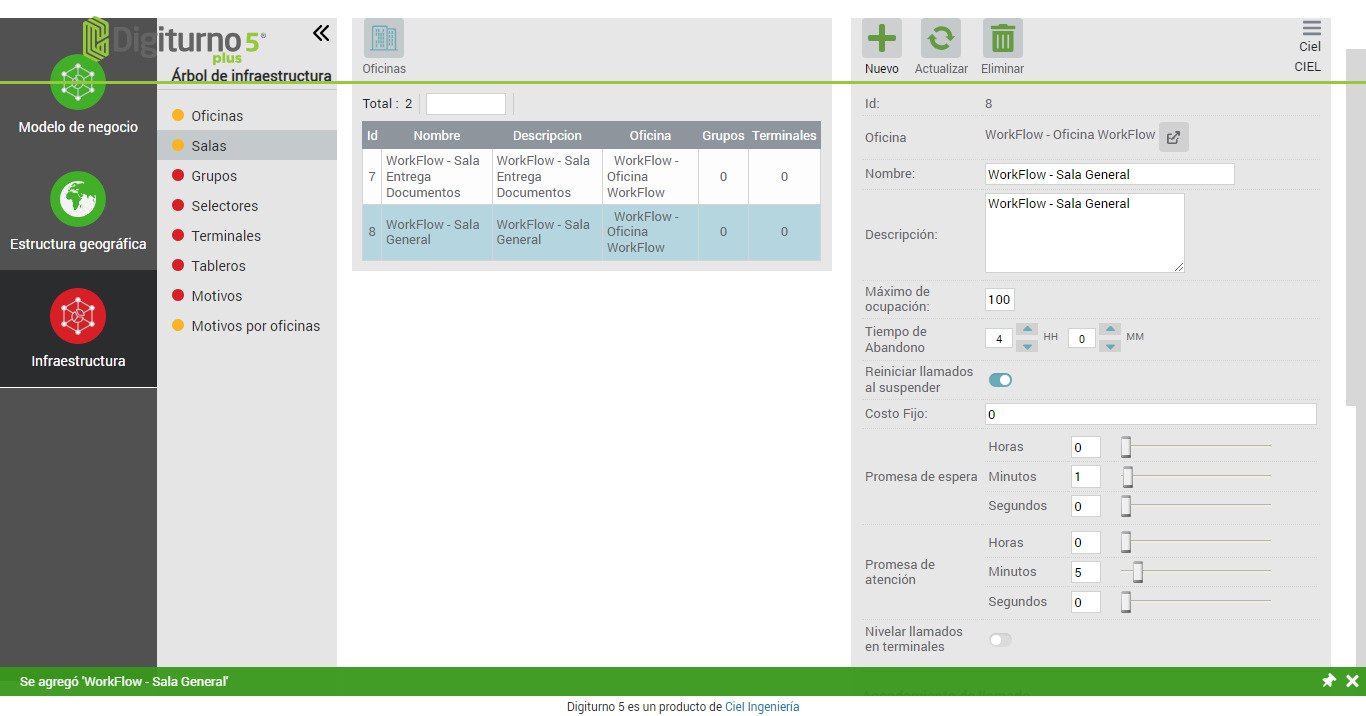 Digiturno 5®
plus
Árbol de infraestructura
Modelo de negocio
Estructura geográfica
Infraestructura
Oficinas
Salas
Grupos
Selectores
Terminales
Tableros
Motivos
Motivos por oficinas
Oficinas
Total : 2
Id Nombre Descripcion Oficina Grupos Terminales
7 WorkFlow - Sala Entrega Documentos WorkFlow - Sala Entrega Documentos WorkFlow - Oficina WorkFlow 0 0
8 WorkFlow - Sala General WorkFlow - Sala General WorkFlow - Oficina WorkFlow 0 0
Nuevo Actualizar Eliminar
Ciel
CIEL
Id: 8
Oficina WorkFlow - Oficina WorkFlow
Nombre: WorkFlow - Sala General
Descripción: WorkFlow - Sala General
Máximo de ocupación: 100
Tiempo de Abandono 4 HH 0 MM
Reiniciar llamados al suspender
Costo Fijo: 0
Promesa de espera
Horas 0
Minutos 1
Segundos 0
Promesa de atención
Horas 0
Minutos 5
Segundos 0
Nivelar llamados en terminales
Se agregó 'WorkFlow - Sala General'
Digiturno 5 es un producto de Ciel Ingeniería